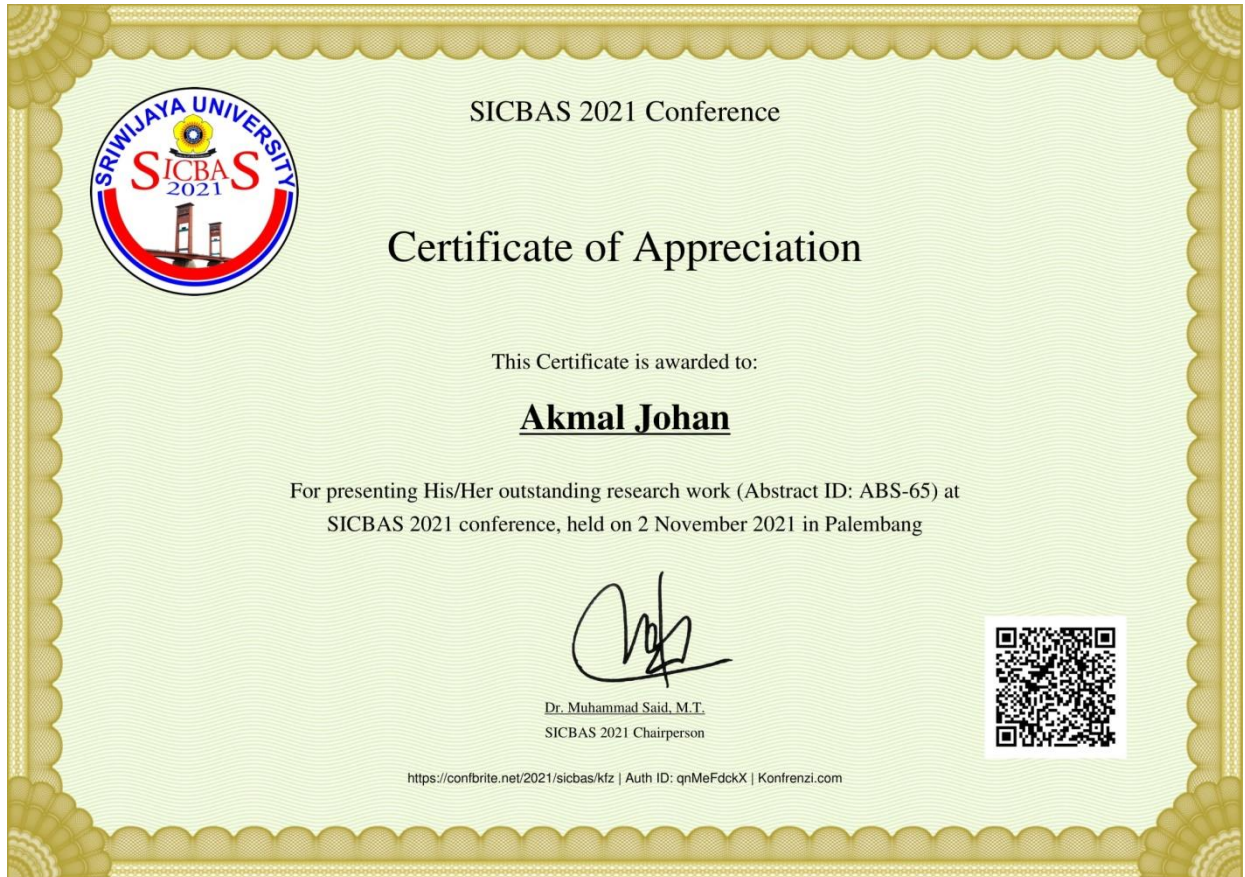 SRIWIJAYA UNIVERSITY
SICBAS
2021
SICBAS 2021 Conference
Certificate of Appreciation
This Certificate is awarded to:
Akmal Johan
For presenting His/Her outstanding research work (Abstract ID: ABS-65) at
SICBAS 2021 conference, held on 2 November 2021 in Palembang
Dr. Muhammad Said, M.T.
SICBAS 2021 Chairperson
https://confbrite.net/2021/sicbas/kfz | Auth ID: qnMeFdckX | Konfrenzi.com